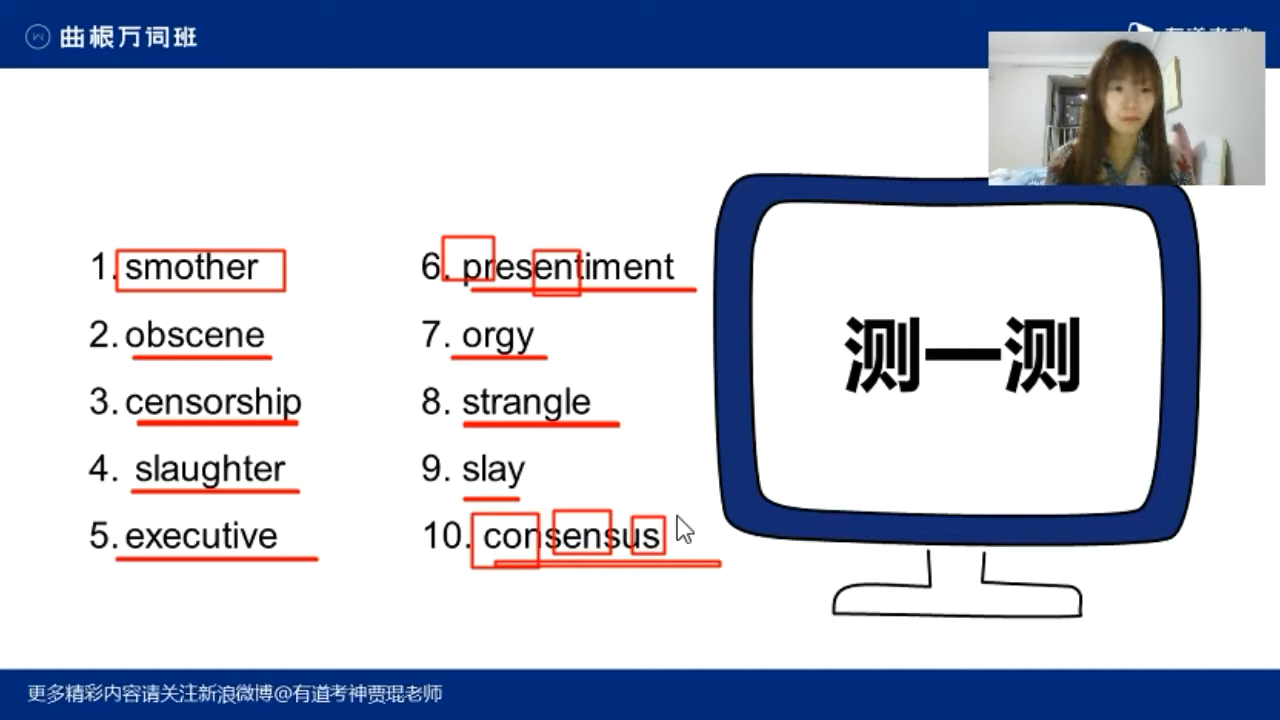 曲根万词班
1. smother
2. obscene
3. censorship
4. slaughter
5. executive
6. presentiment
7. orgy
8. strangle
9. slay
10. consensus
测一测
更多精彩内容请关注新浪微博@有道考神贾琨老师